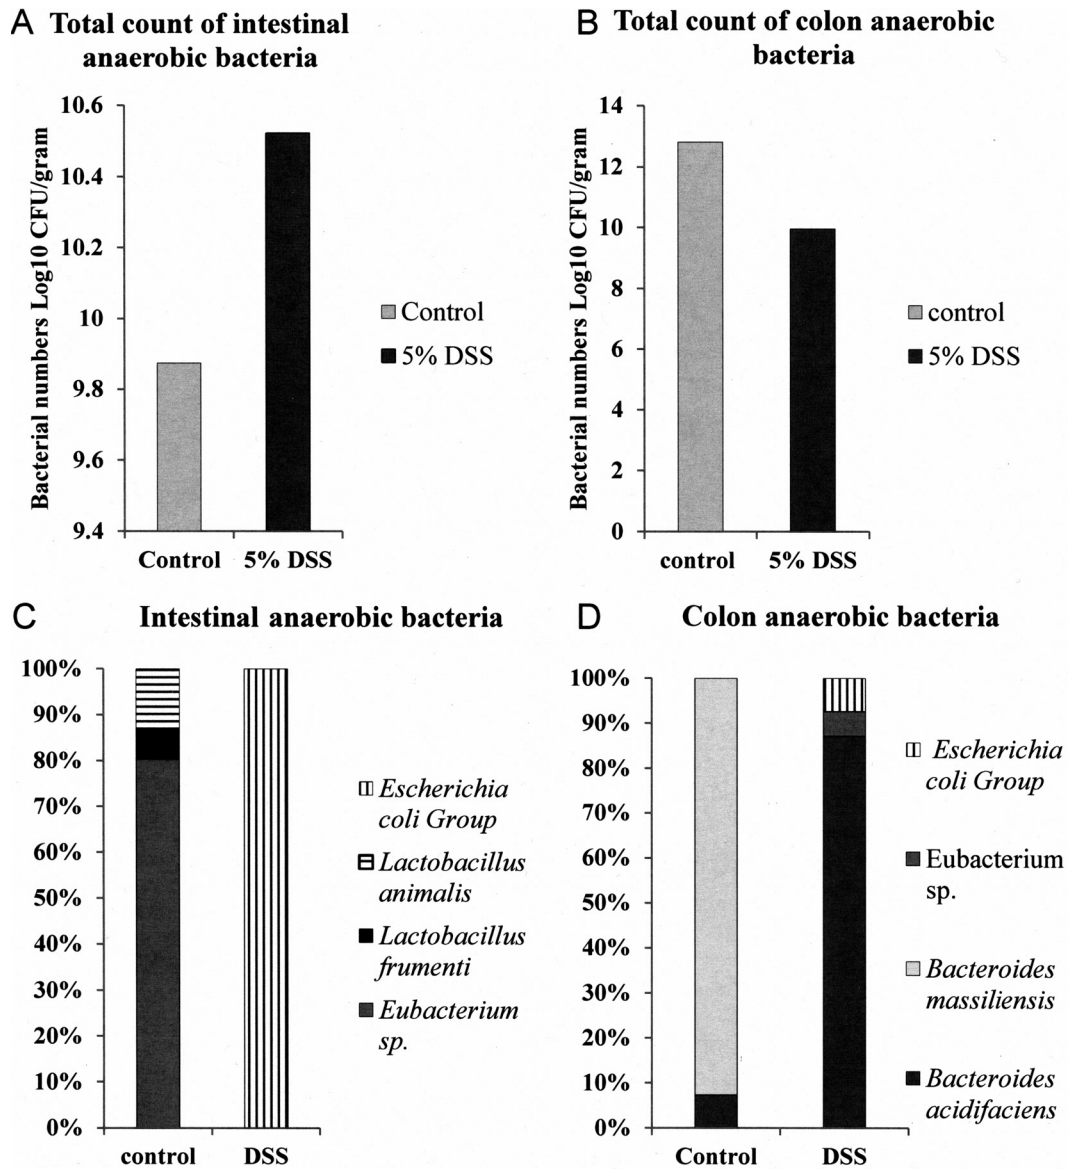 A Total count of intestinal
anaerobic bacteria
Bacterial numbers Log10 CFU/gram
10.6
10.4
10.2
10
9.8
9.6
9.4
Control 5% DSS
Control
5% DSS
B Total count of colon anaerobic
bacteria
Bacterial numbers Log10 CFU/gram
14
12
10
8
6
4
2
0
control 5% DSS
control
5% DSS
C Intestinal anaerobic bacteria
100%
90%
80%
70%
60%
50%
40%
30%
20%
10%
0%
control DSS
Escherichia
coli Group
Lactobacillus
animalis
Lactobacillus
frumenti
Eubacterium
sp.
D Colon anaerobic bacteria
100%
90%
80%
70%
60%
50%
40%
30%
20%
10%
0%
Control DSS
Escherichia
coli Group
Eubacterium
sp.
Bacteroides
massiliensis
Bacteroides
acidifaciens